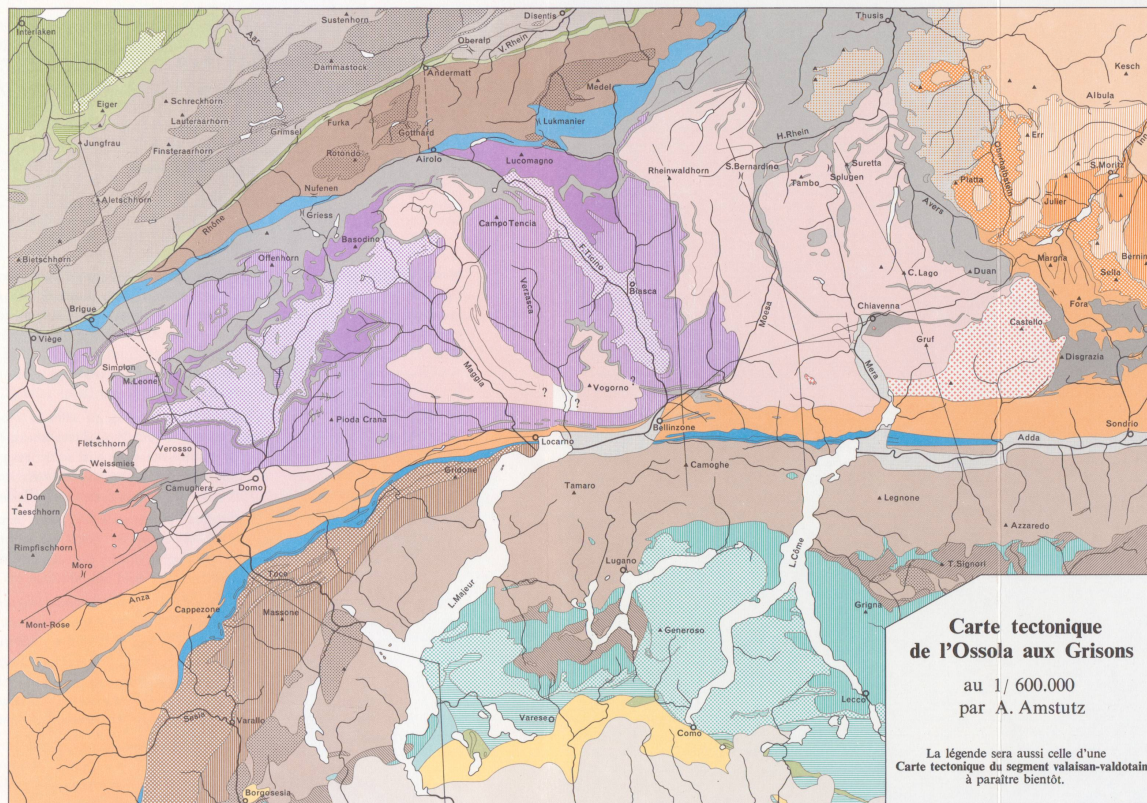 Interlaken
Sustenhorn
Disentis
Thusis
Aar
Oberalp
V.Rhein
Dammastock
Andermatt
Kesch
Medel
Albula
Eiger
Schreckhorn
Lauteraarhorn
Furka
Lukmanier
Jungfrau
Grimsel
Gotthard
H.Rhein
Err
Finsteraarhorn
Rotondo
Airolo
Lucomagno
Oberhalbstein
Inn
Rheinwaldhorn
S.Bernardino
Suretta
S.Moritz
Nufenen
Tambo
Splugen
Platta
Aletschhorn
Rhône
Griess
Campo Tencia
Avers
Julier
Basodino
F.Ticino
Bietschhorn
Offenhorn
Margna
Bernin
C.Lago
Duan
Sella
Verzasca
Biasca
Moesa
Fora
Brigue
Chiavenna
Castello
Viège
Gruf
Simplon
Disgrazia
M.Leone
Maggia
Mera
Vogorno
?
?
?
Pioda Crana
Bellinzone
Sondrio
Fletschhorn
Verosso
Locarno
Adda
Weissmies
Gridone
Camoghe
Camughera
Domo
Tamaro
Legnone
Dom
Taeschhorn
Azzaredo
Rimpfischhorn
Lugano
L.Côme
T.Signori
Moro
Toce
L.Majeur
Anza
Cappezone
Massone
Grigna
Mont-Rose
Generoso
Sesia
Varallo
Varese
Lecco
Como
Borgosesia
Carte tectonique
de l'Ossola aux Grisons
au 1/ 600.000
par A. Amstutz
La légende sera aussi celle d'une
Carte tectonique du segment valaisan-valdotain
à paraître bientôt.